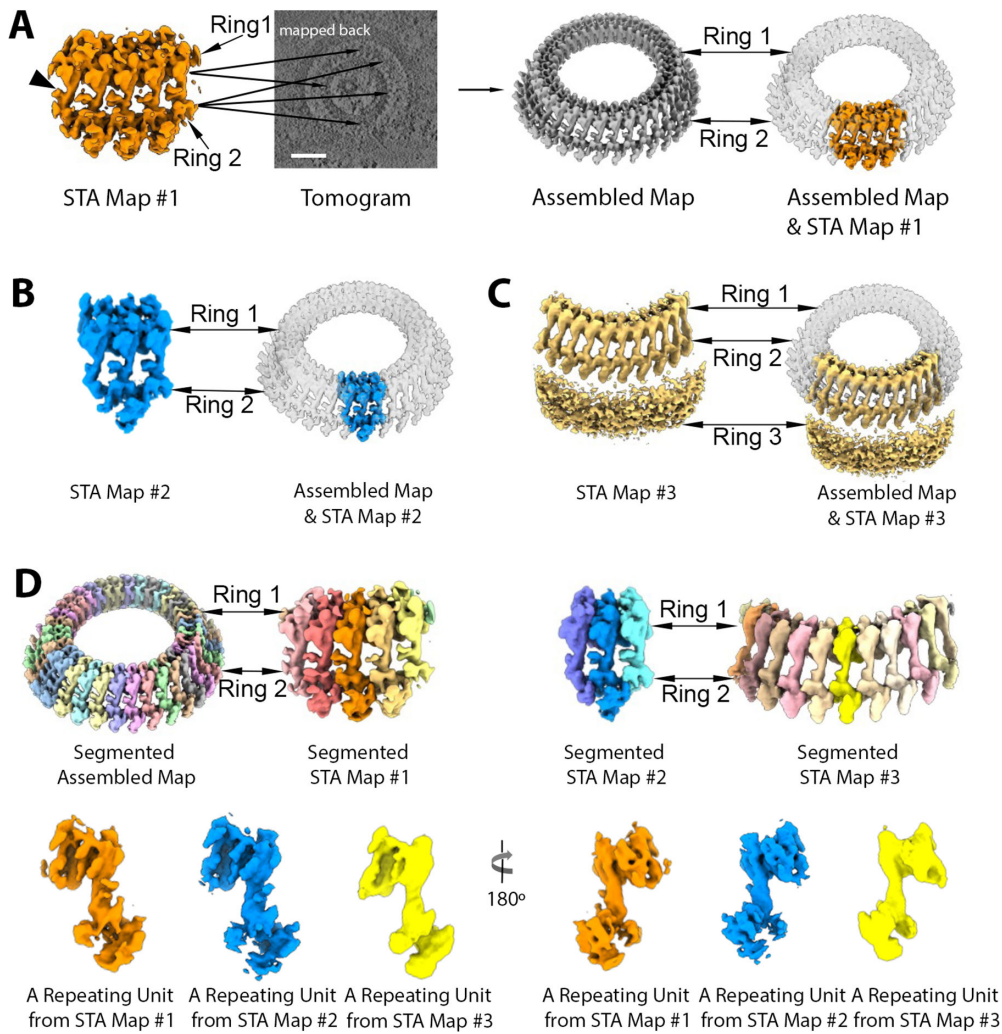 A
Ring1
mapped back
Ring 2
STA Map #1
Tomogram
Ring 1
Ring 2
Assembled Map
Assembled Map
& STA Map #1
B
Ring 1
Ring 2
STA Map #2
Assembled Map
& STA Map #2
C
Ring 1
Ring 2
Ring 3
STA Map #3
Assembled Map
& STA Map #3
D
Ring 1
Ring 2
Segmented
Assembled Map
Segmented
STA Map #1
Ring 1
Ring 2
Segmented
STA Map #2
Segmented
STA Map #3
180º
A Repeating Unit
from STA Map #1
A Repeating Unit
from STA Map #2
A Repeating Unit
from STA Map #3
A Repeating Unit
from STA Map #1
A Repeating Unit
from STA Map #2
A Repeating Unit
from STA Map #3